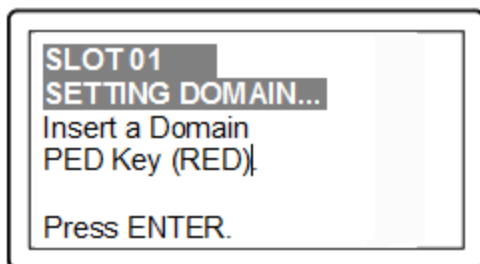 SLOT 01
SETTING DOMAIN...
Insert a Domain
PED Key (RED).
Press ENTER.